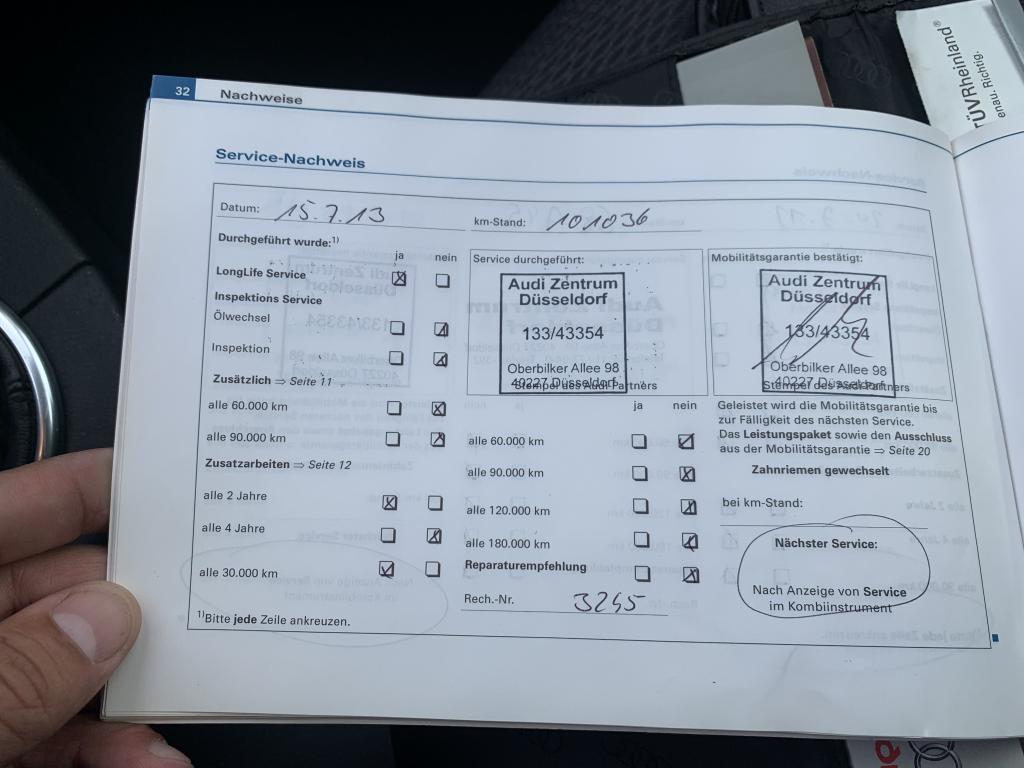 32 Nachweise
Service-Nachweis
Datum: 15.7.13 km-Stand: 101036
Durchgeführt wurde:1)
ja nein
LongLife Service
Inspektions Service
Ölwechsel
Inspektion
Zusätzlich ⇒ Seite 11
alle 60.000 km
alle 90.000 km
Zusatzarbeiten ⇒ Seite 12
alle 2 Jahre
alle 4 Jahre
alle 30.000 km
1)Bitte jede Zeile ankreuzen.
Service durchgeführt:
Audi Zentrum
Düsseldorf
133/43354
Oberbilker Allee 98
40227 Düsseldorf
Stempel des Audi-Partners
ja nein
alle 60.000 km
alle 90.000 km
alle 120.000 km
alle 180.000 km
Reparaturempfehlung
Rech.-Nr. 3245
Mobilitätsgarantie bestätigt:
Audi Zentrum
Düsseldorf
133/43354
Oberbilker Allee 98
40227 Düsseldorf
Stempel des Audi-Partners
Geleistet wird die Mobilitätsgarantie bis
zur Fälligkeit des nächsten Service.
Das Leistungspaket sowie den Ausschluss
aus der Mobilitätsgarantie ⇒ Seite 20
Zahnriemen gewechselt
bei km-Stand:
Nächster Service:
Nach Anzeige von Service
im Kombiinstrument
TÜVRheinland®
enau. Richtig.